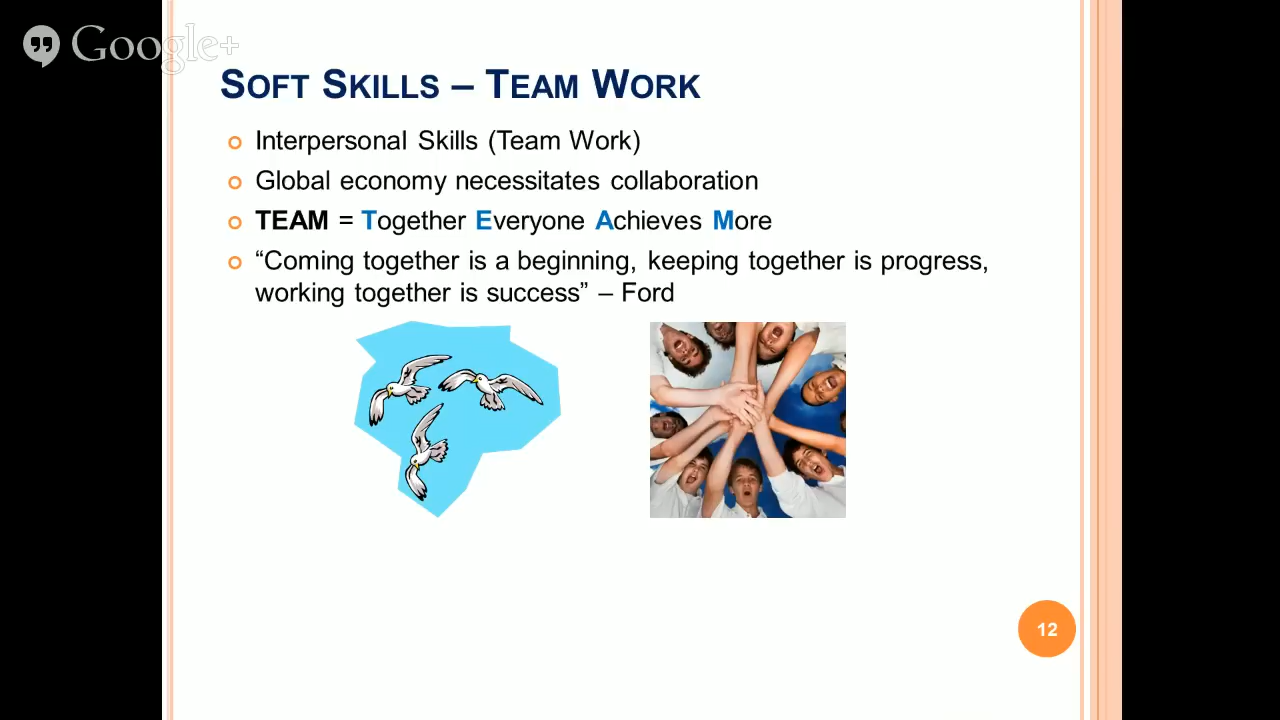 Google+
SOFT SKILLS – TEAM WORK
Interpersonal Skills (Team Work)
Global economy necessitates collaboration
TEAM = Together Everyone Achieves More
“Coming together is a beginning, keeping together is progress,
working together is success” – Ford
12